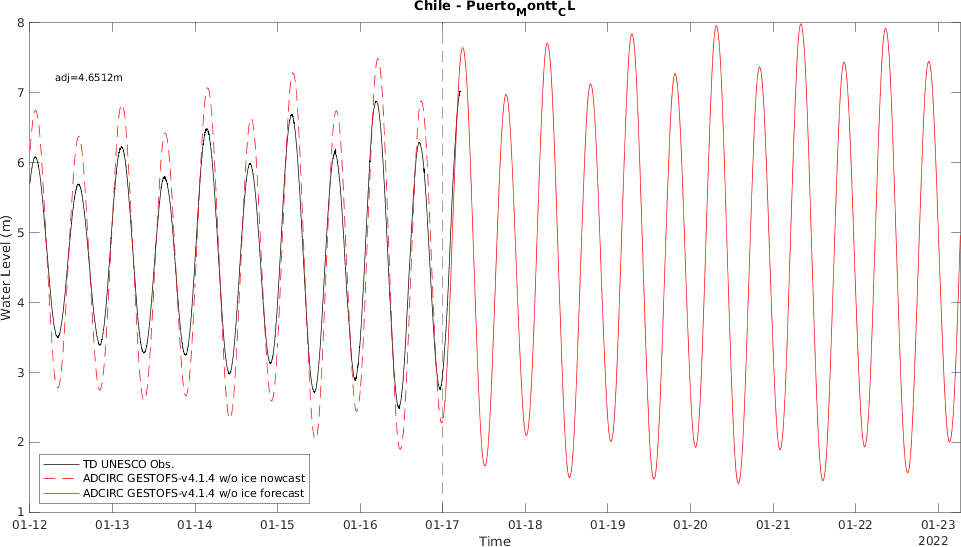 Chile - PuertoMonttCL
8
7
6
5
4
3
2
1
Water Level (m)
adj=4.6512m
TD UNESCO Obs.
ADCIRC GESTOFS-v4.1.4 w/o ice nowcast
ADCIRC GESTOFS-v4.1.4 w/o ice forecast
01-12 01-13 01-14 01-15 01-16 01-17 01-18 01-19 01-20 01-21 01-22 01-23
Time
2022